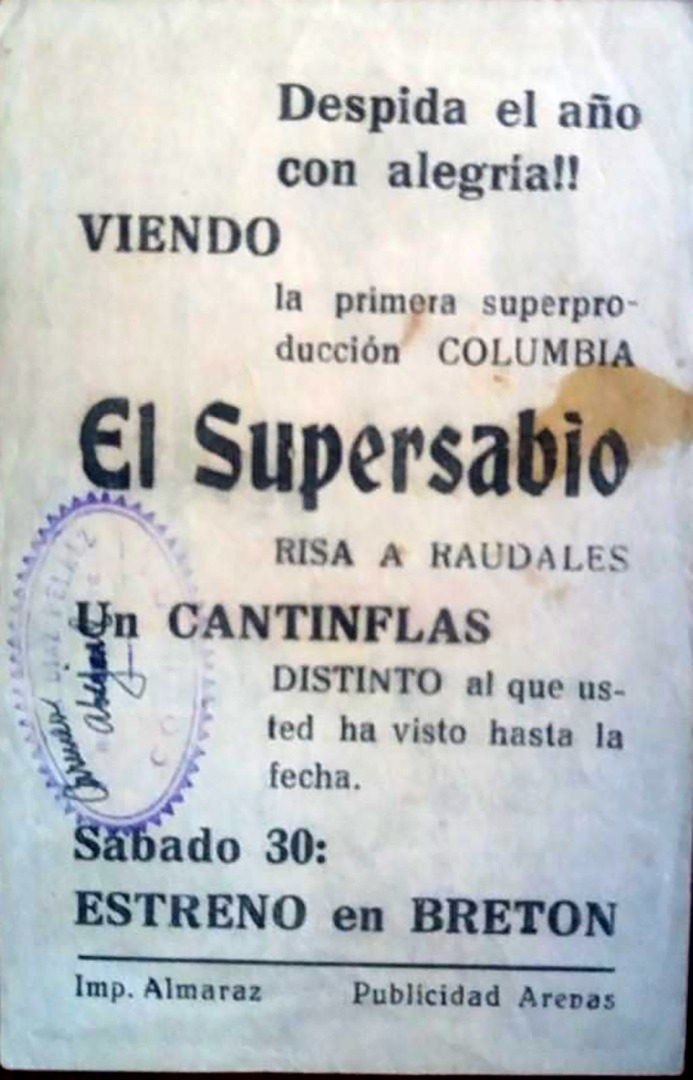 Despida el año
con alegría!!
VIENDO
la primera superpro-
ducción COLUMBIA
El Supersabio
RISA A RAUDALES
Un CANTINFLAS
DISTINTO al que us-
ted ha visto hasta la
fecha.
Sábado 30:
ESTRENO en BRETON
Imp. Almaraz Publicidad Arenas